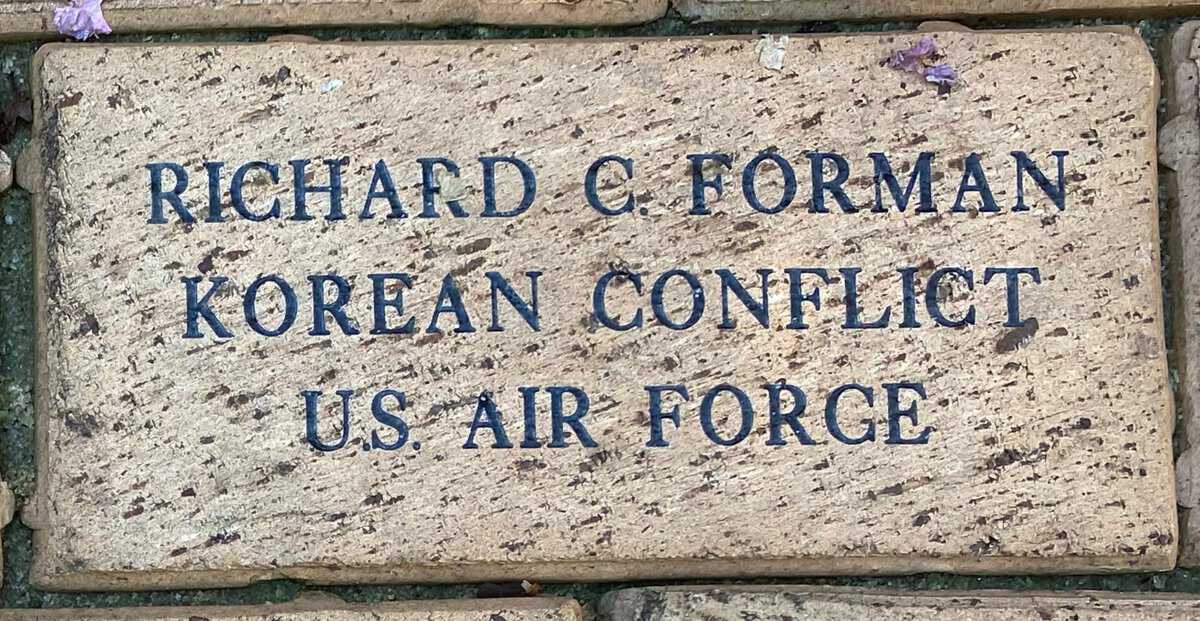 RICHARD C. FORMAN
KOREAN CONFLICT
U.S. AIR FORCE